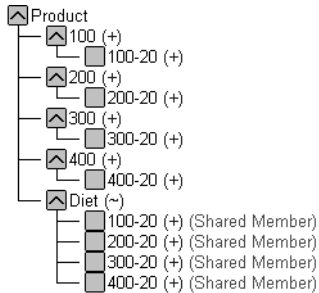 Product
100 (+)
100-20 (+)
200 (+)
200-20 (+)
300 (+)
300-20 (+)
400 (+)
400-20 (+)
Diet (~)
100-20 (+) (Shared Member)
200-20 (+) (Shared Member)
300-20 (+) (Shared Member)
400-20 (+) (Shared Member)